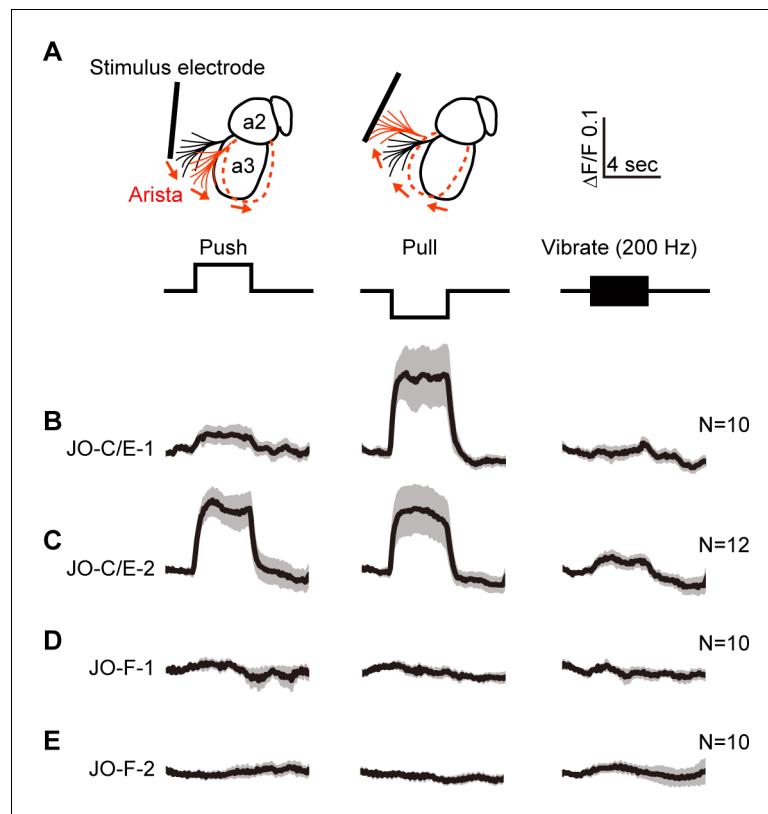 A
Stimulus electrode
a2
a3
Arista
ΔF/F 0.1
4 sec
Push
Pull
Vibrate (200 Hz)
B
JO-C/E-1
N=10
C
JO-C/E-2
N=12
D
JO-F-1
N=10
E
JO-F-2
N=10